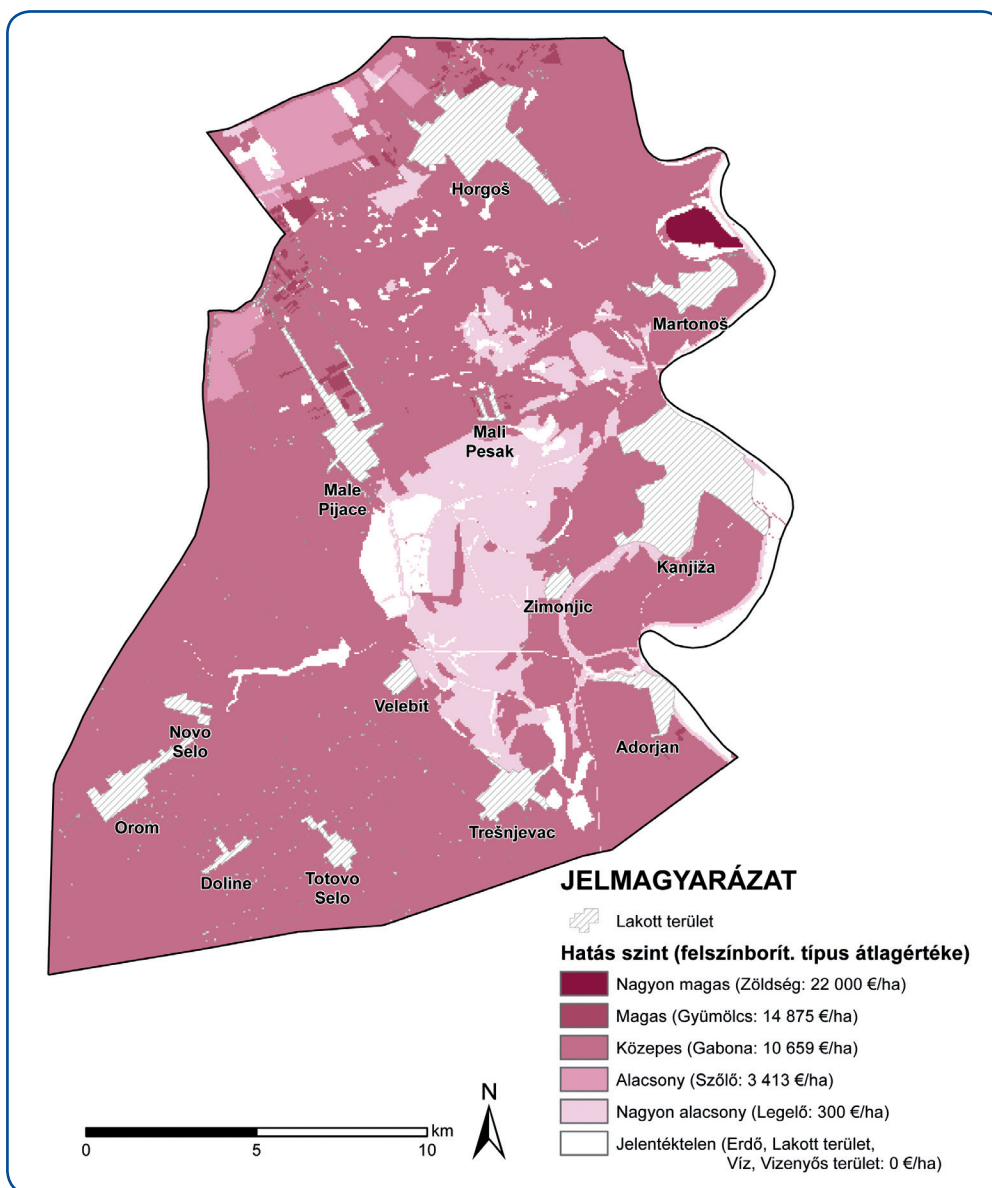 Horgoš
Martonoš
Mali
Pesak
Male
Pijace
Kanjiža
Zimonjic
Velebit
Novo
Selo
Adorjan
Orom
Trešnjevac
Doline
Totovo
Selo
JELMAGYARÁZAT
Lakott terület
Hatás szint (felszínborít. típus átlagértéke)
Nagyon magas (Zöldség: 22 000 €/ha)
Magas (Gyümölcs: 14 875 €/ha)
Közepes (Gabona: 10 659 €/ha)
Alacsony (Szőlő: 3 413 €/ha)
Nagyon alacsony (Legelő: 300 €/ha)
Jelentéktelen (Erdő, Lakott terület,
Víz, Vizenyős terület: 0 €/ha)
N
km
0 5 10